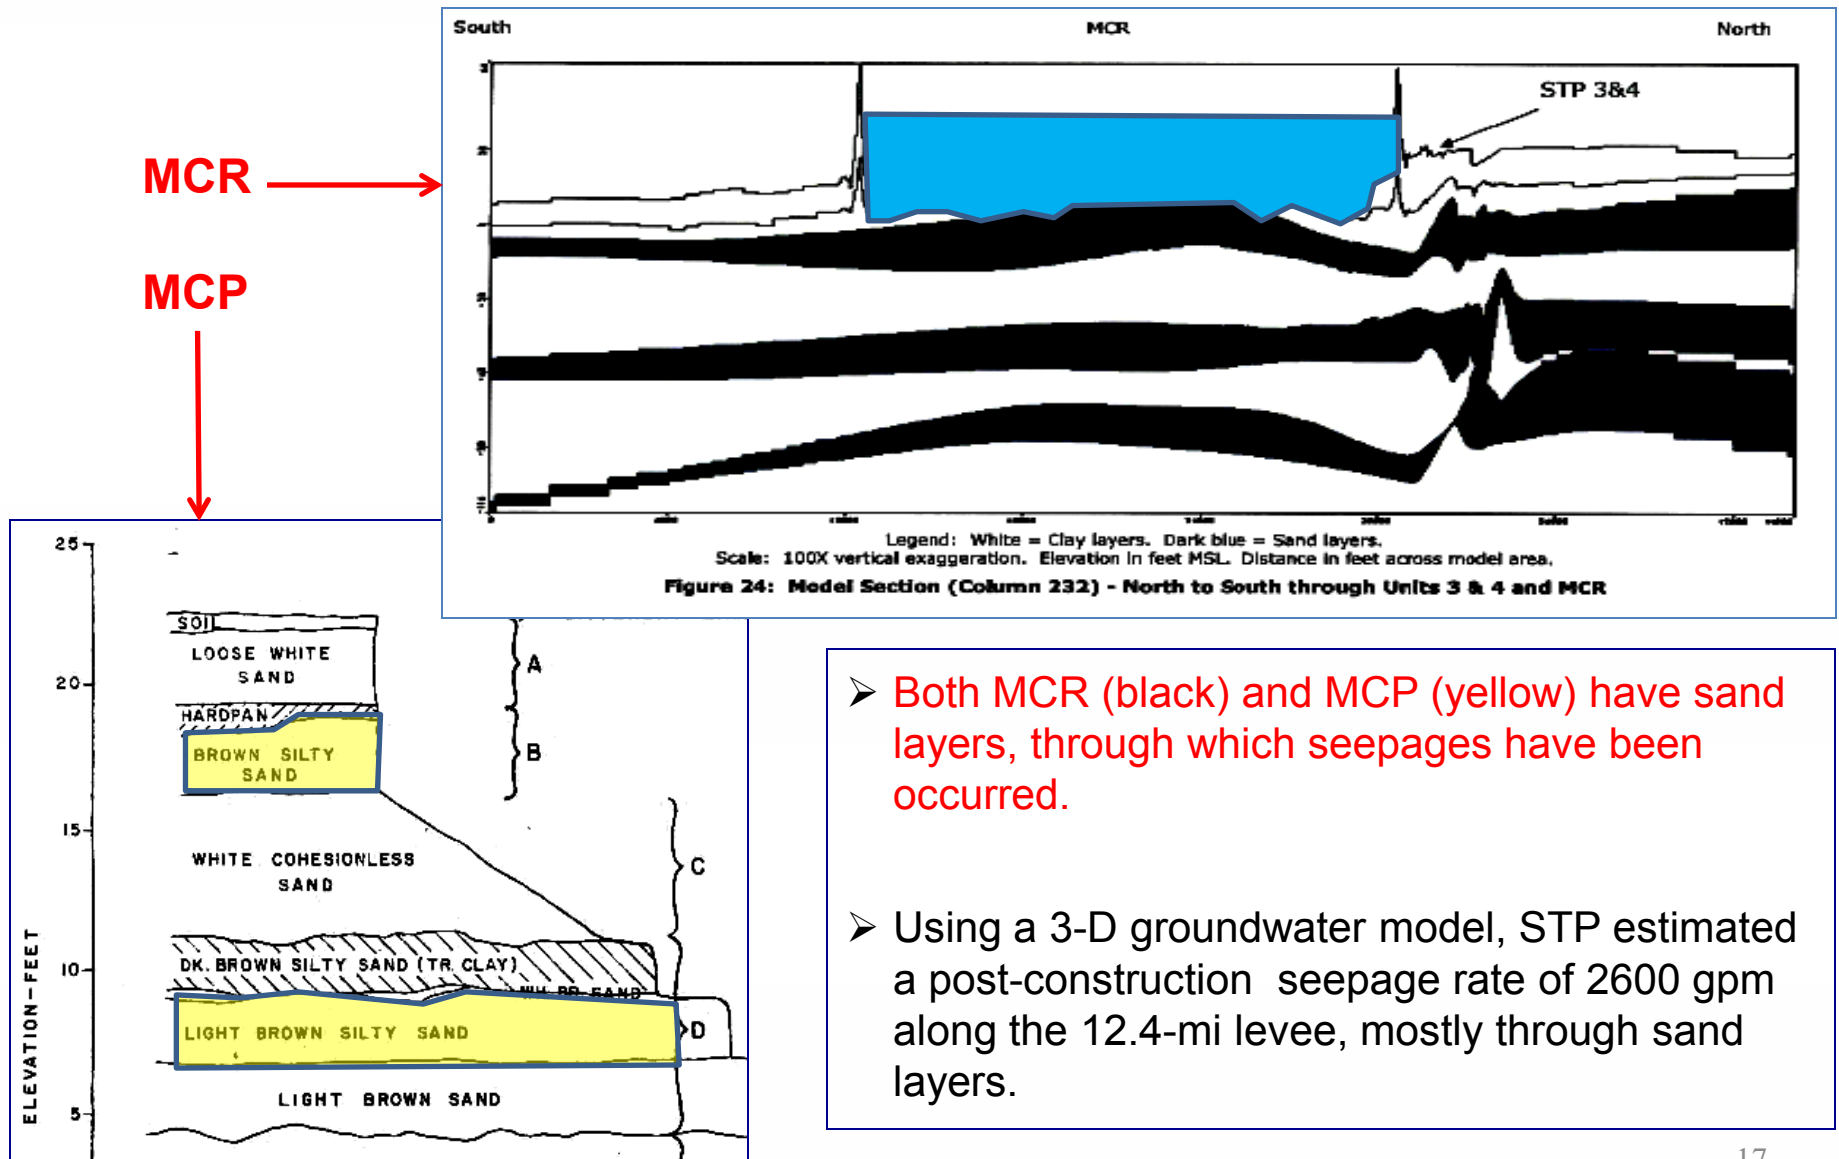 South MCR North
STP 3&4
MCR
MCP
Legend: White = Clay layers. Dark blue = Sand layers.
Scale: 100X vertical exaggeration. Elevation in feet MSL. Distance in feet across model area.
Figure 24: Model Section (Column 232) - North to South through Units 3 & 4 and MCR
25
SOIL
LOOSE WHITE
SAND
A
20
HARDPAN
BROWN SILTY
SAND
B
15
WHITE COHESIONLESS
SAND
C
ELEVATION-FEET
10
DK. BROWN SILTY SAND (TR. CLAY)
WH. BR. SAND
LIGHT BROWN SILTY SAND
D
LIGHT BROWN SAND
5
➢ Both MCR (black) and MCP (yellow) have sand
layers, through which seepages have been
occurred.
➢ Using a 3-D groundwater model, STP estimated
a post-construction seepage rate of 2600 gpm
along the 12.4-mi levee, mostly through sand
layers.
17